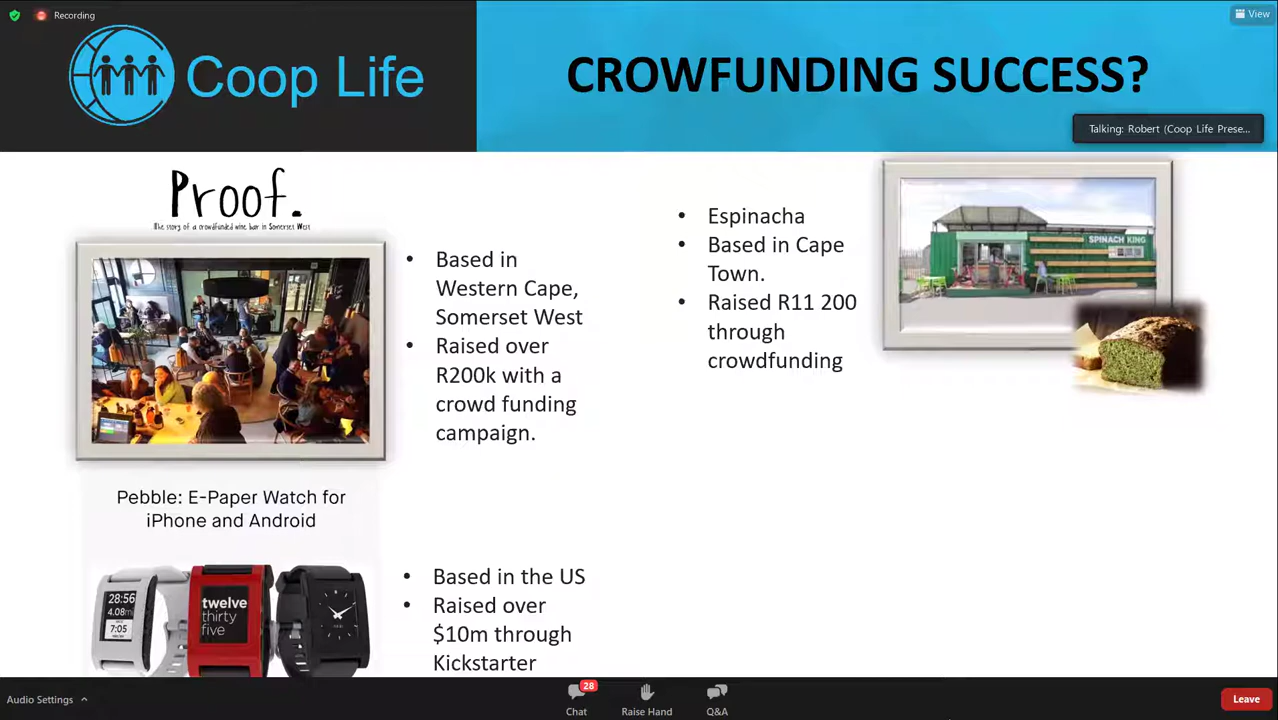 Recording
View
Coop Life
CROWFUNDING SUCCESS?
Talking: Robert (Coop Life Prese...
Proof.
The story of a crowdfunded wine bar in Somerset West
• Based in
Western Cape,
Somerset West
• Raised over
R200k with a
crowd funding
campaign.
• Espinacha
• Based in Cape
Town.
• Raised R11 200
through
crowdfunding
SPINACH KING
Pebble: E-Paper Watch for
iPhone and Android
28:56
4.08mi
7:05
twelve
thirty
five
• Based in the US
• Raised over
$10m through
Kickstarter
Audio Settings
28
Chat
Raise Hand
Q&A
Leave